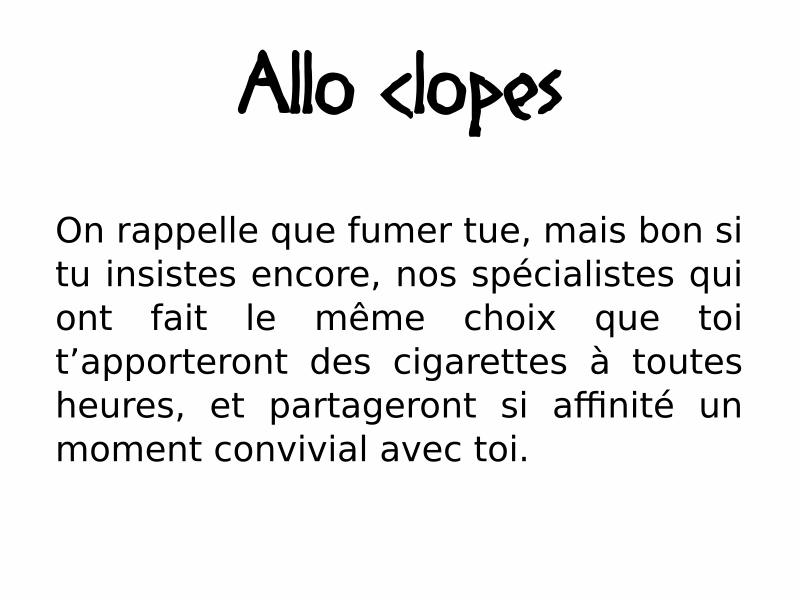 Allo clopes
On rappelle que fumer tue, mais bon si
tu insistes encore, nos spécialistes qui
ont fait le même choix que toi
t’apporteront des cigarettes à toutes
heures, et partageront si affinité un
moment convivial avec toi.